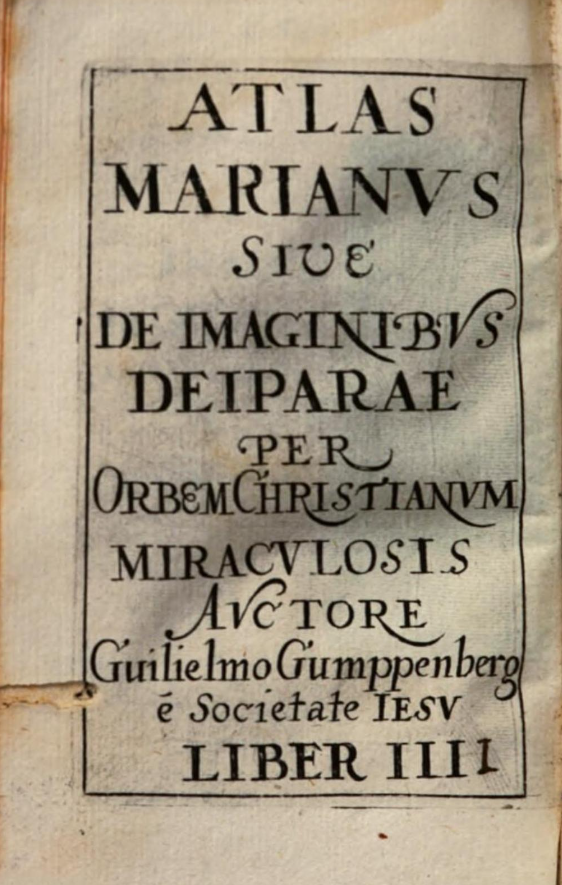 ATLAS
MARIANVS
SIVE
DE IMAGINIBVS
DEIPARAE
PER
ORBEM CHRISTIANVM
MIRACVLOSIS
AVCTORE
Guilielmo Gumppenberg
é Societate IESV
LIBER IIII